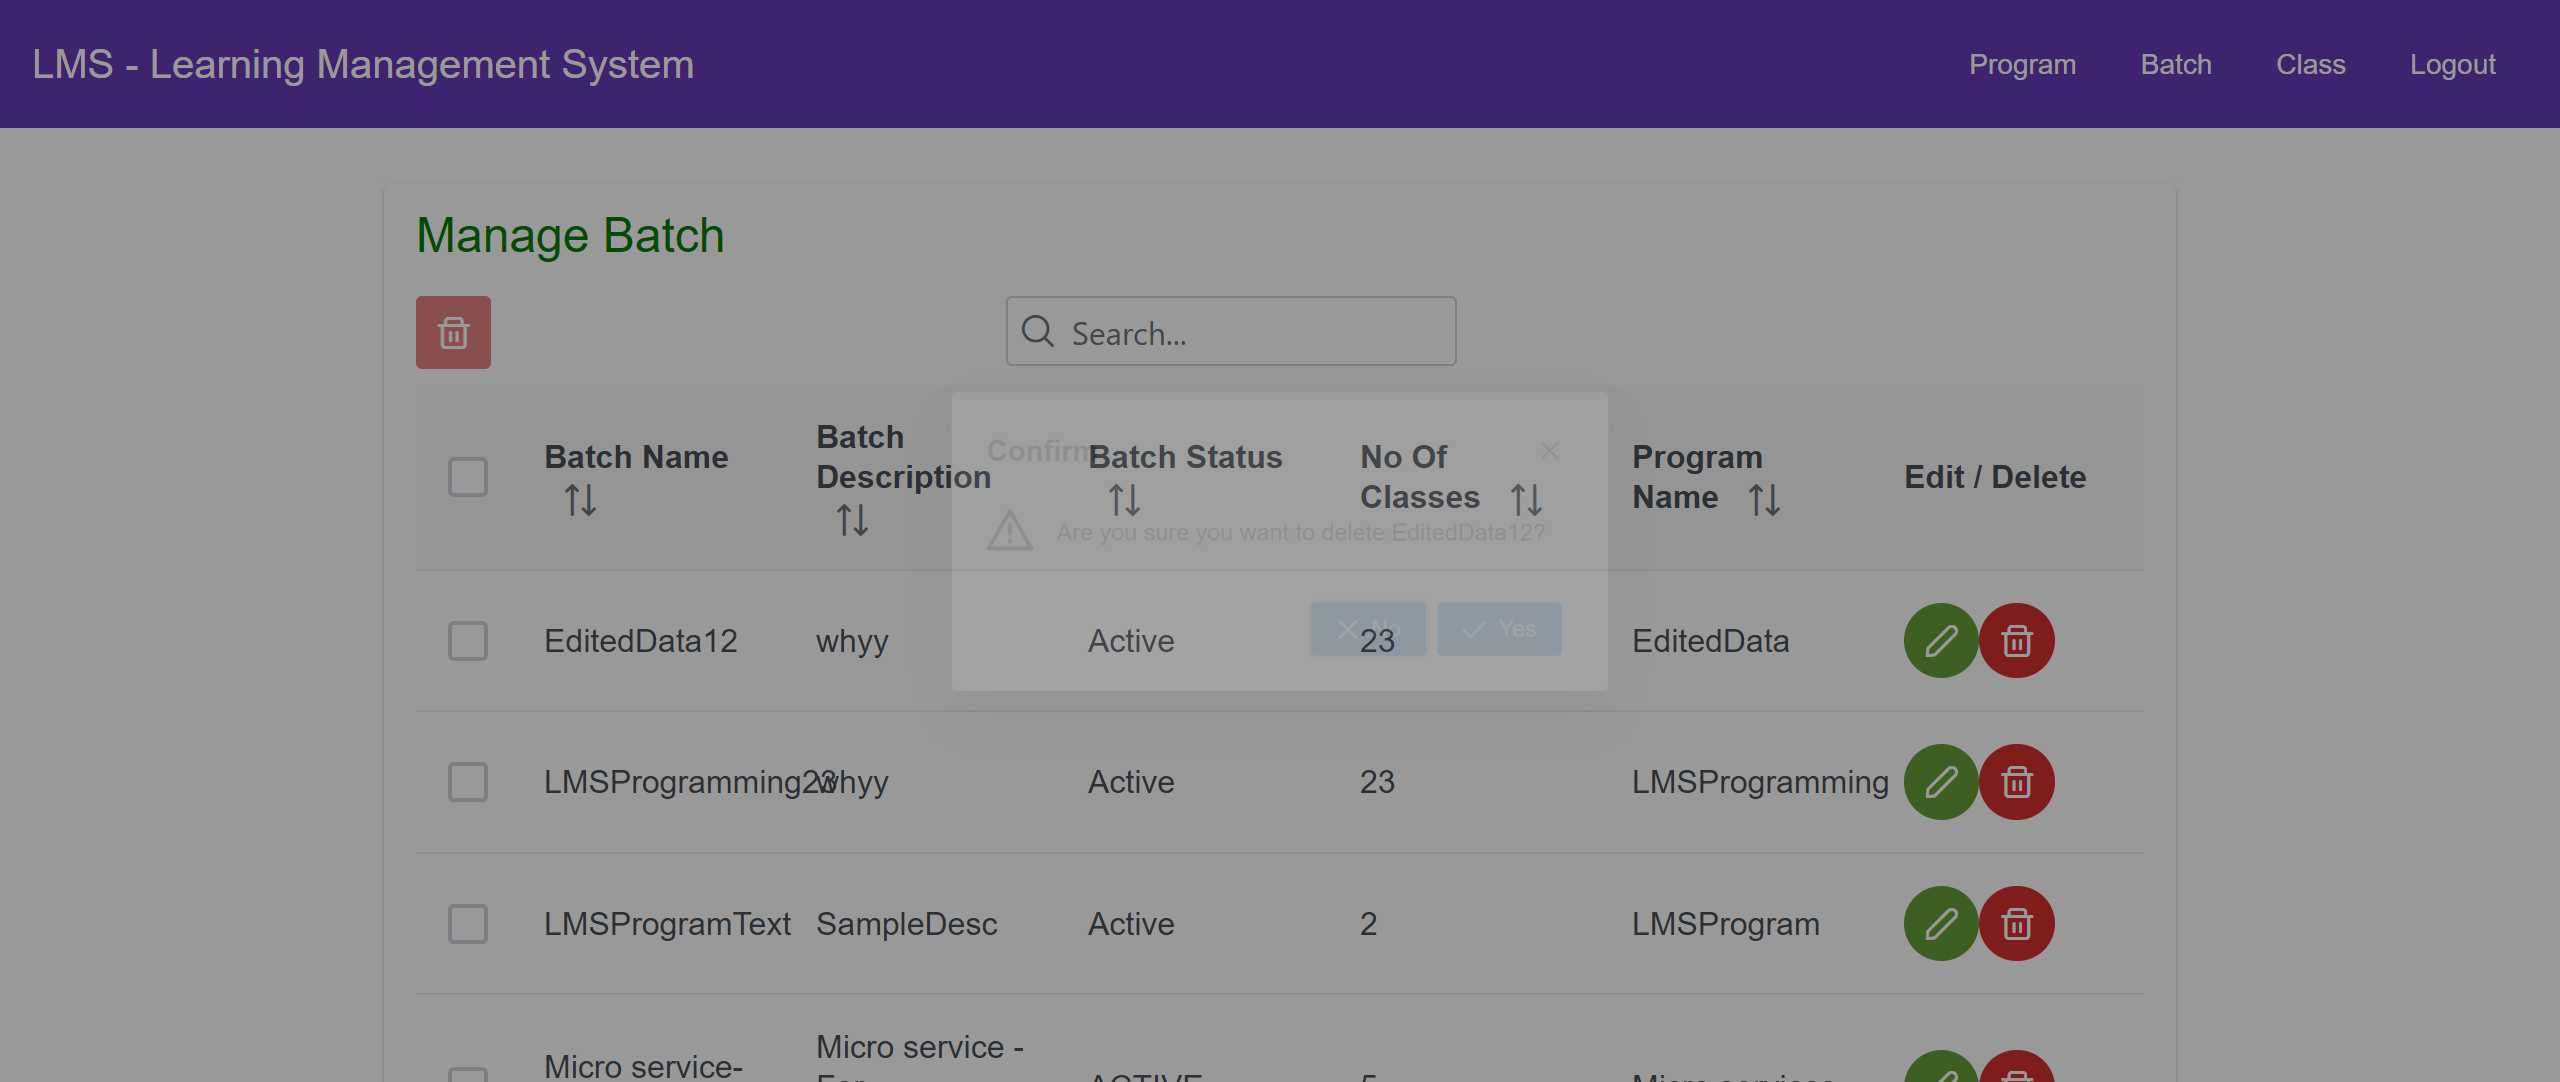 LMS - Learning Management System
Program
Batch
Class
Logout
Manage Batch
Search...
Batch Name
Batch
Description
Batch Status
No Of
Classes
Program
Name
Edit / Delete
Confirm
Are you sure you want to delete EditedData12?
No
Yes
EditedData12 whyy Active 23 EditedData
LMSProgramming23 whyy Active 23 LMSProgramming
LMSProgramText SampleDesc Active 2 LMSProgram
Micro service-
Micro service -
ACTIVE
5
Micro services